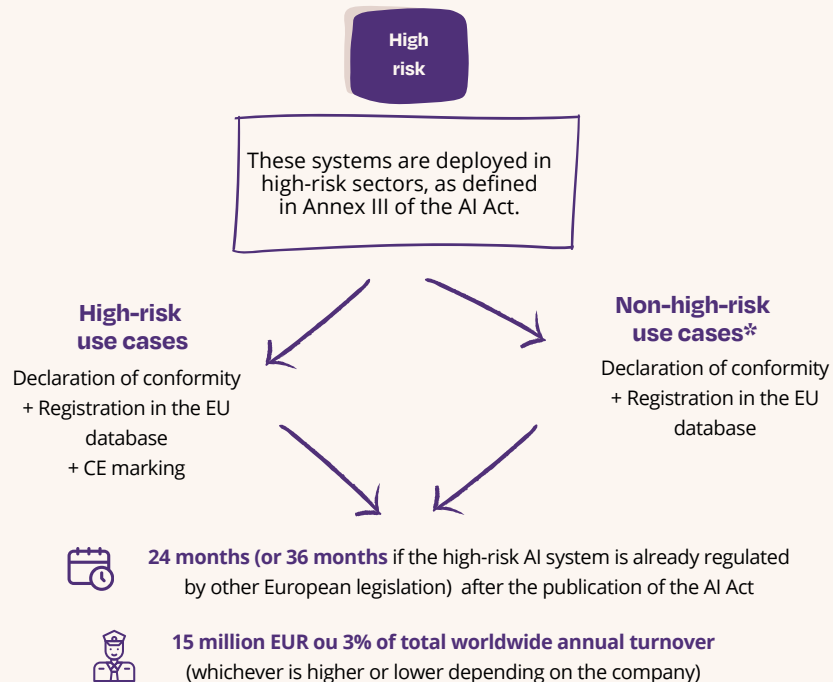 High
risk
These systems are deployed in
high-risk sectors, as defined
in Annex III of the AI Act.
High-risk
use cases
Declaration of conformity
+ Registration in the EU
database
+ CE marking
Non-high-risk
use cases*
Declaration of conformity
+ Registration in the EU
database
24 months (or 36 months if the high-risk AI system is already regulated
by other European legislation) after the publication of the AI Act
15 million EUR ou 3% of total worldwide annual turnover
(whichever is higher or lower depending on the company)